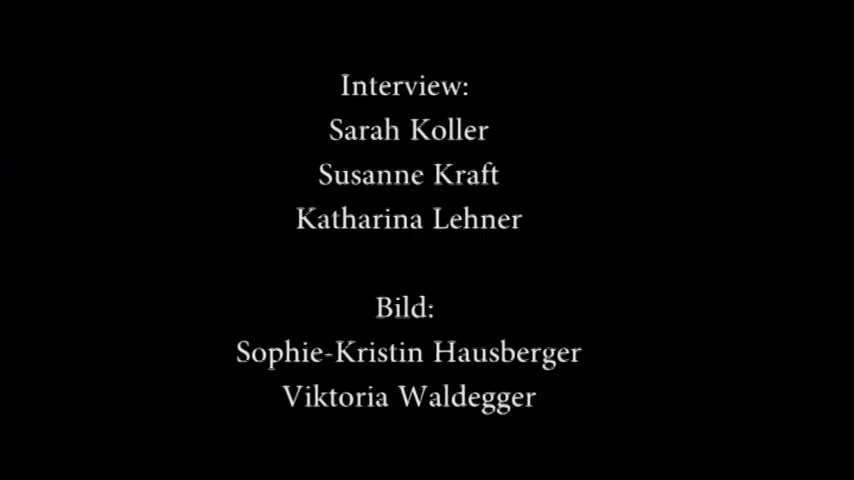 Interview:
Sarah Koller
Susanne Kraft
Katharina Lehner
Bild:
Sophie-Kristin Hausberger
Viktoria Waldegger